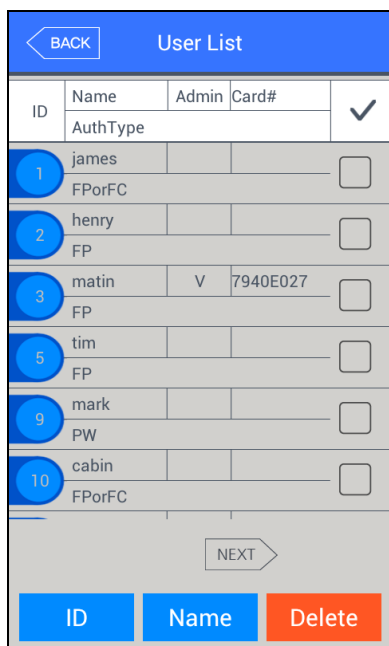 BACK User List
ID Name Admin Card#
AuthType
1 james
FPorFC
2 henry
FP
3 matin V 7940E027
FP
5 tim
FP
9 mark
PW
10 cabin
FPorFC
NEXT
ID Name Delete